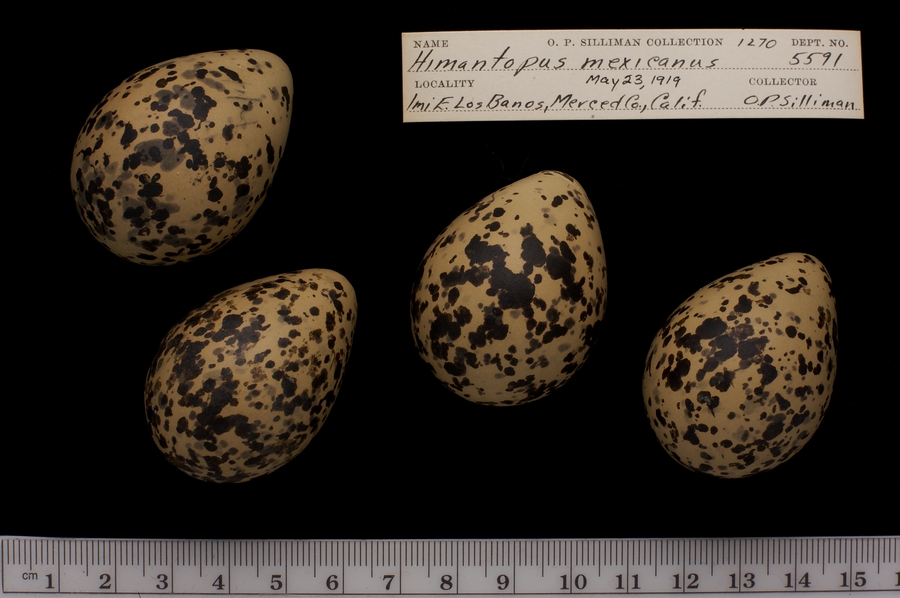 NAME O. P. SILLIMAN COLLECTION 1270 DEPT. NO.
Himantopus mexicanus 5591
LOCALITY May 23, 1919 COLLECTOR
1mi E. Los Banos, Merced Co., Calif. O.P. Silliman
cm 1 2 3 4 5 6 7 8 9 10 11 12 13 14 15 1